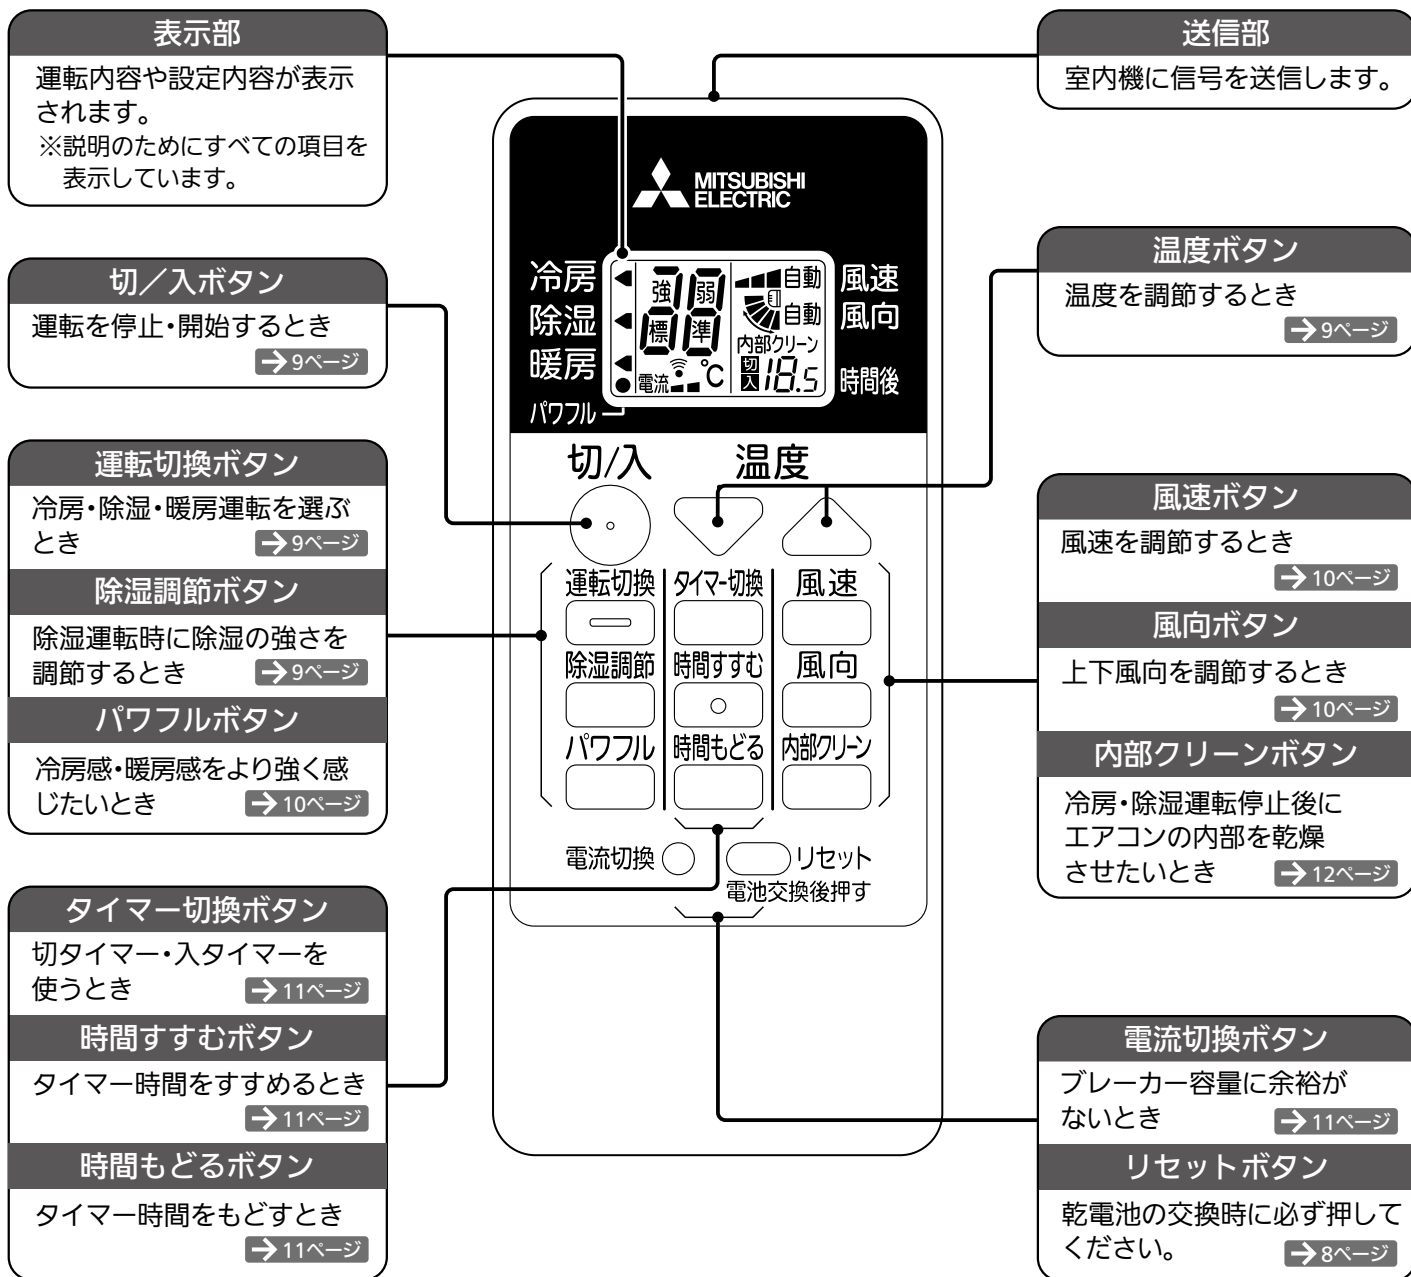 表示部
運転内容や設定内容が表示
されます。
※説明のためにすべての項目を
表示しています。
切／入ボタン
運転を停止・開始するとき
→9ページ
運転切換ボタン
冷房・除湿・暖房運転を選ぶ
とき →9ページ
除湿調節ボタン
除湿運転時に除湿の強さを
調節するとき →9ページ
パワフルボタン
冷房感・暖房感をより強く感
じたいとき →10ページ
タイマー切換ボタン
切タイマー・入タイマーを
使うとき →11ページ
時間すすむボタン
タイマー時間をすすめるとき
→11ページ
時間もどるボタン
タイマー時間をもどすとき
→11ページ
MITSUBISHI
ELECTRIC
冷房 強 弱 自動 風速
除湿 標 準 自動 風向
内部クリーン
暖房 電流 ℃ 切 入 18.5 時間後
パワフル
切/入 温度
運転切換 タイマー切換 風速
除湿調節 時間すすむ 風向
パワフル 時間もどる 内部クリーン
電流切換 リセット
電池交換後押す
送信部
室内機に信号を送信します。
温度ボタン
温度を調節するとき
→9ページ
風速ボタン
風速を調節するとき
→10ページ
風向ボタン
上下風向を調節するとき
→10ページ
内部クリーンボタン
冷房・除湿運転停止後に
エアコンの内部を乾燥
させたいとき →12ページ
電流切換ボタン
ブレーカー容量に余裕が
ないとき →11ページ
リセットボタン
乾電池の交換時に必ず押して
ください。 →8ページ